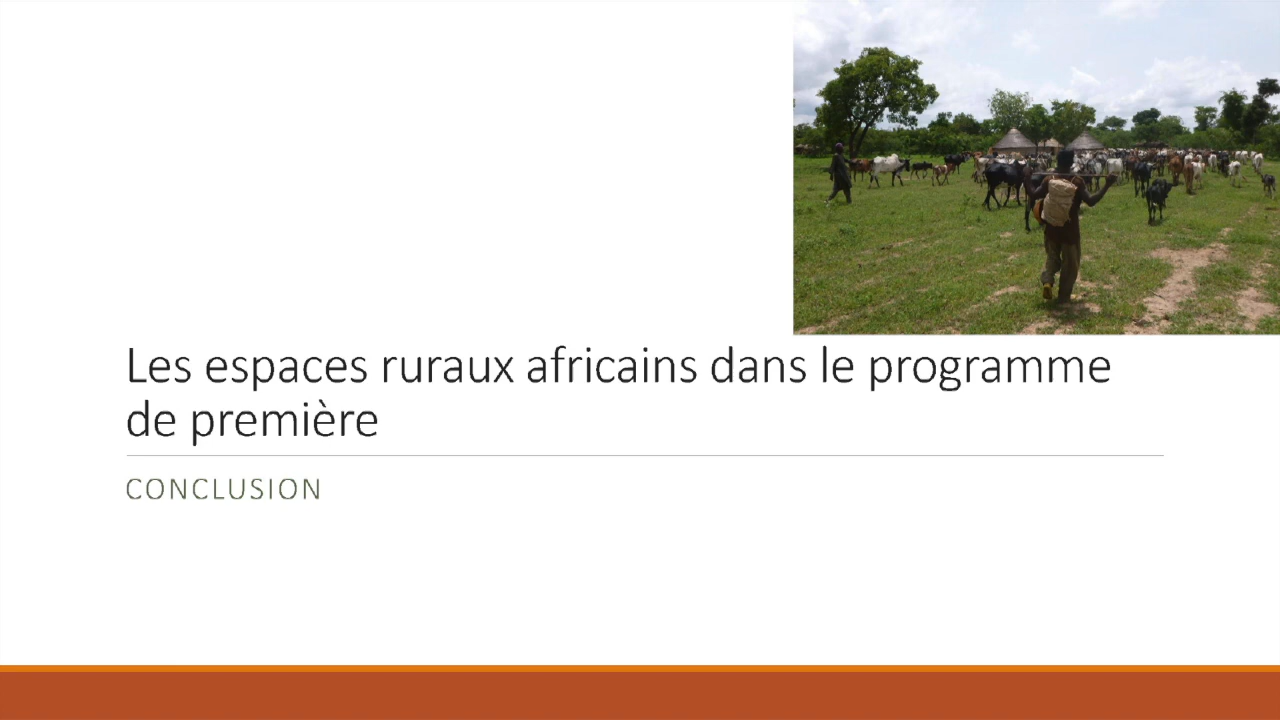 Les espaces ruraux africains dans le programme
de première
CONCLUSION